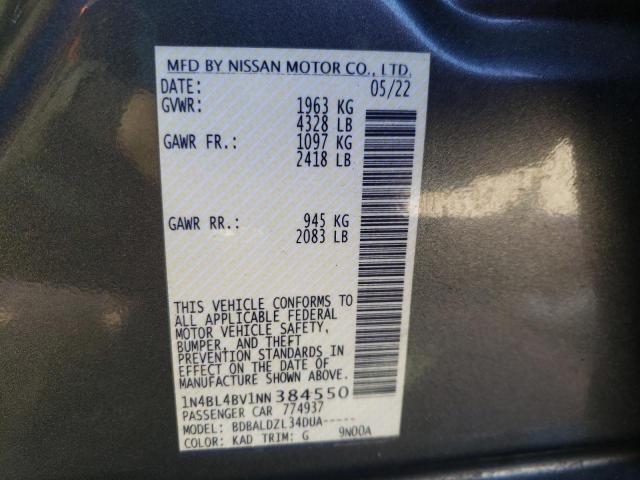 MFD BY NISSAN MOTOR CO., LTD.
DATE: 05/22
GVWR: 1963 KG
4328 LB
GAWR FR.: 1097 KG
2418 LB
GAWR RR.: 945 KG
2083 LB
THIS VEHICLE CONFORMS TO
ALL APPLICABLE FEDERAL
MOTOR VEHICLE SAFETY,
BUMPER, AND THEFT
PREVENTION STANDARDS IN
EFFECT ON THE DATE OF
MANUFACTURE SHOWN ABOVE.
1N4BL4BV1NN384550
PASSENGER CAR 774937
MODEL: BDBALDZL34DUA-----
COLOR: KAD TRIM: G 9N00A